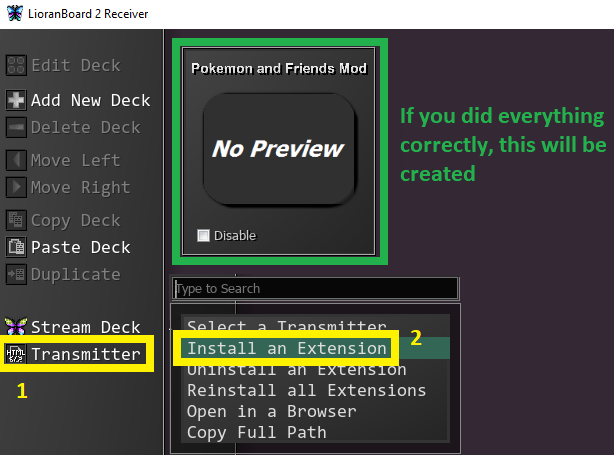 LioranBoard 2 Receiver
Edit Deck
Add New Deck
Delete Deck
Move Left
Move Right
Copy Deck
Paste Deck
Duplicate
Stream Deck
HTML
Transmitter
1
Pokemon and Friends Mod
No Preview
Disable
If you did everything
correctly, this will be
created
Type to Search
Select a Transmitter
Install an Extension
2
Uninstall an Extension
Reinstall all Extensions
Open in a Browser
Copy Full Path